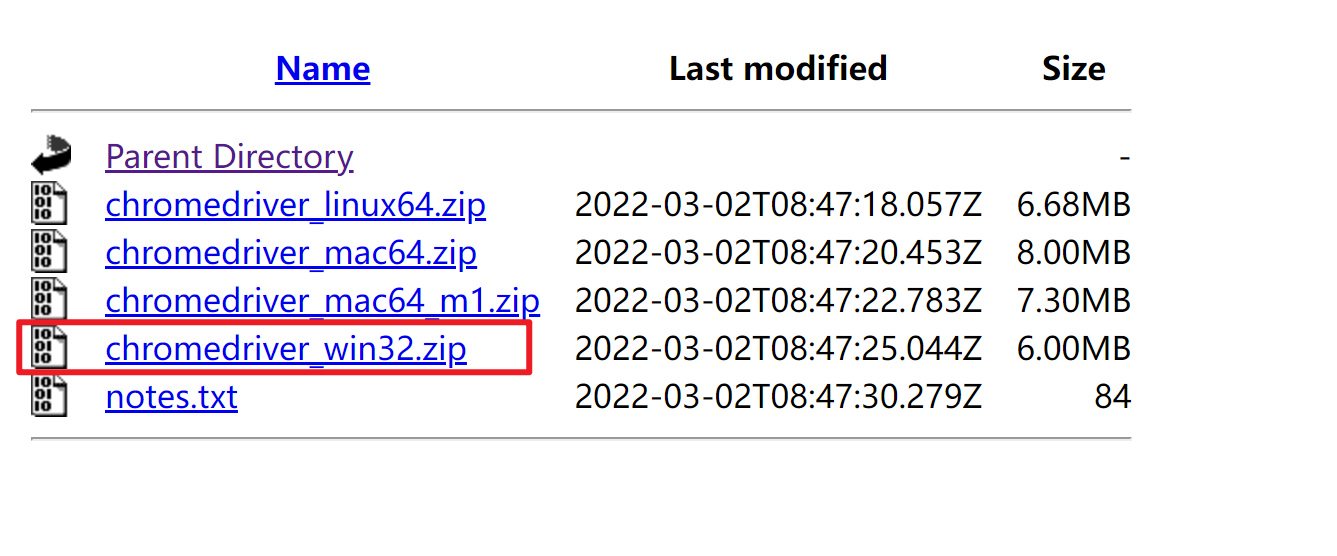 Name Last modified Size
Parent Directory -
chromedriver_linux64.zip 2022-03-02T08:47:18.057Z 6.68MB
chromedriver_mac64.zip 2022-03-02T08:47:20.453Z 8.00MB
chromedriver_mac64_m1.zip 2022-03-02T08:47:22.783Z 7.30MB
chromedriver_win32.zip 2022-03-02T08:47:25.044Z 6.00MB
notes.txt 2022-03-02T08:47:30.279Z 84